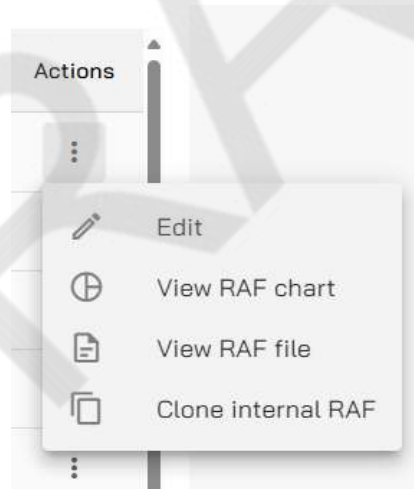 Actions
Edit
View RAF chart
View RAF file
Clone internal RAF